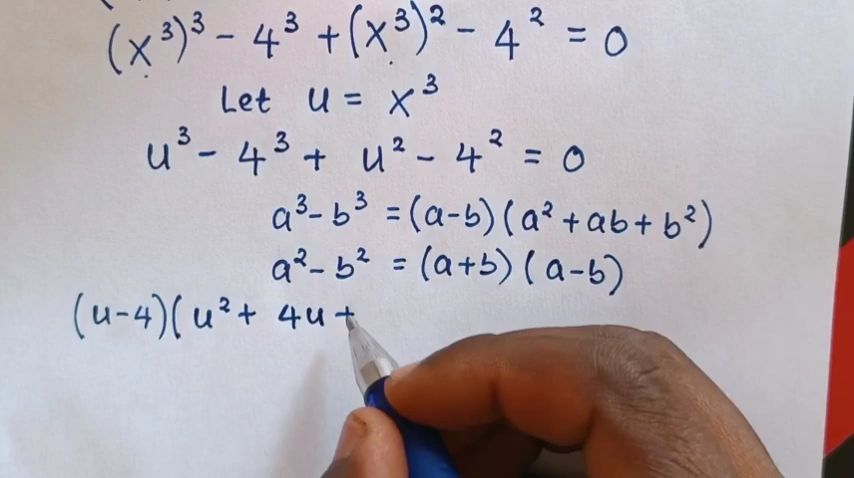 (x³)³ - 4³ + (x³)² - 4² = 0
Let u = x³
u³ - 4³ + u² - 4² = 0
a³ - b³ = (a-b)(a² + ab + b²)
a² - b² = (a+b)(a-b)
(u-4)(u² + 4u +